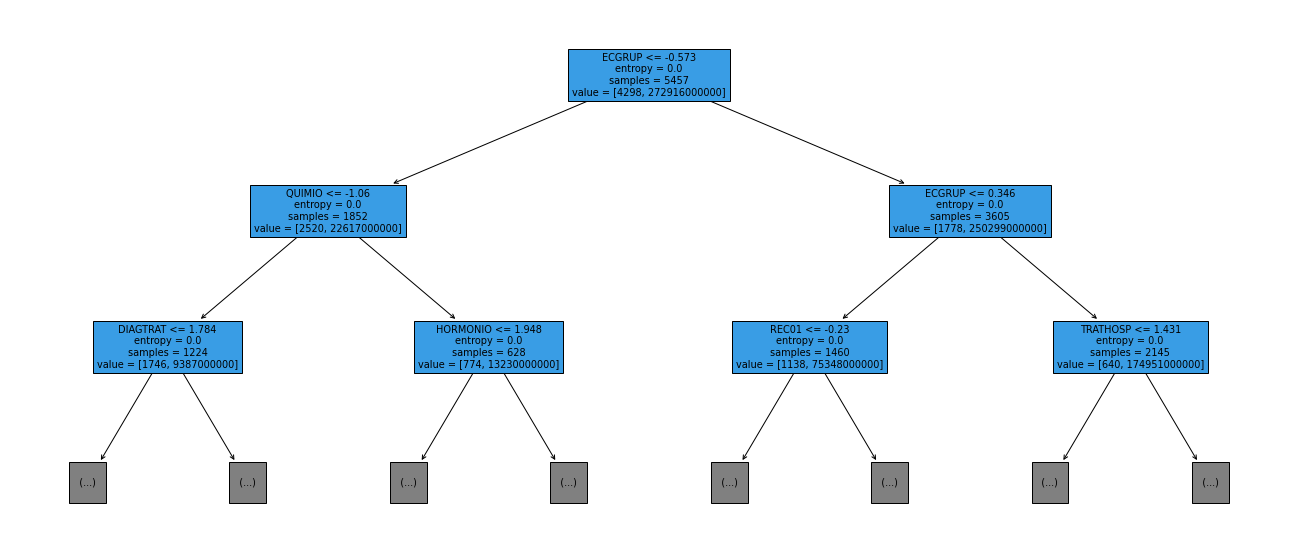 ECGRUP <= -0.573
entropy = 0.0
samples = 5457
value = [4298, 272916000000]
QUIMIO <= -1.06
entropy = 0.0
samples = 1852
value = [2520, 22617000000]
ECGRUP <= 0.346
entropy = 0.0
samples = 3605
value = [1778, 250299000000]
DIAGTRAT <= 1.784
entropy = 0.0
samples = 1224
value = [1746, 9387000000]
HORMONIO <= 1.948
entropy = 0.0
samples = 628
value = [774, 13230000000]
REC01 <= -0.23
entropy = 0.0
samples = 1460
value = [1138, 75348000000]
TRATHOSP <= 1.431
entropy = 0.0
samples = 2145
value = [640, 174951000000]
(...)
(...)
(...)
(...)
(...)
(...)
(...)
(...)